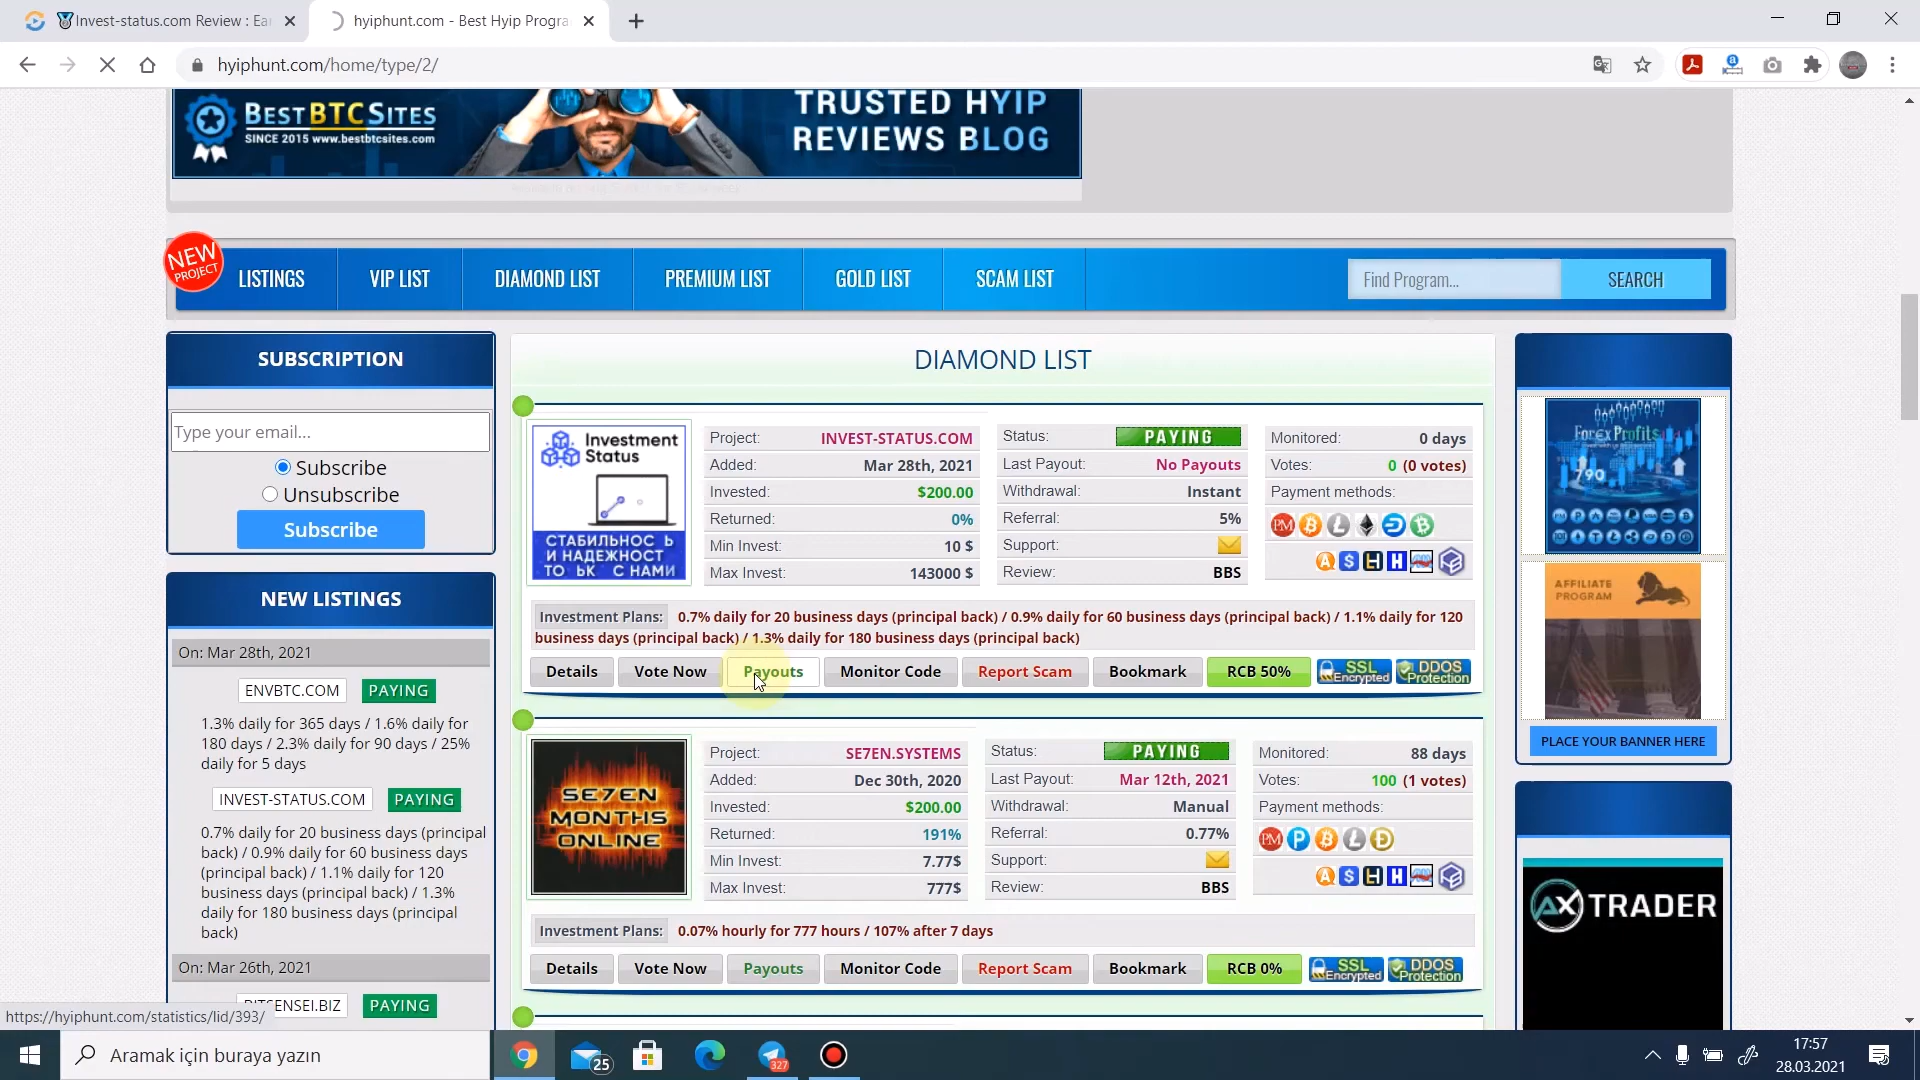 Invest-status.com Review : Ea
hyiphunt.com - Best Hyip Progra
hyiphunt.com/home/type/2/
BESTBTCSITES
SINCE 2015 www.bestbtcsites.com
TRUSTED HYIP
REVIEWS BLOG
NEW
PROJECT
LISTINGS
VIP LIST
DIAMOND LIST
PREMIUM LIST
GOLD LIST
SCAM LIST
Find Program...
SEARCH
SUBSCRIPTION
Type your email...
Subscribe
Unsubscribe
Subscribe
NEW LISTINGS
On: Mar 28th, 2021
ENVBTC.COM PAYING
1.3% daily for 365 days / 1.6% daily for
180 days / 2.3% daily for 90 days / 25%
daily for 5 days
INVEST-STATUS.COM PAYING
0.7% daily for 20 business days (principal
back) / 0.9% daily for 60 business days
(principal back) / 1.1% daily for 120
business days (principal back) / 1.3%
daily for 180 business days (principal
back)
On: Mar 26th, 2021
BITSENSEI.BIZ PAYING
https://hyiphunt.com/statistics/lid/393/
DIAMOND LIST
Investment
Status
СТАБИЛЬНОС Ь
И НАДЕЖНОСТ
ТО ЬК С НАМИ
Project: INVEST-STATUS.COM
Added: Mar 28th, 2021
Invested: $200.00
Returned: 0%
Min Invest: 10 $
Max Invest: 143000 $
Status: PAYING
Last Payout: No Payouts
Withdrawal: Instant
Referral: 5%
Support:
Review: BBS
Monitored: 0 days
Votes: 0 (0 votes)
Payment methods:
Investment Plans: 0.7% daily for 20 business days (principal back) / 0.9% daily for 60 business days (principal back) / 1.1% daily for 120
business days (principal back) / 1.3% daily for 180 business days (principal back)
Details Vote Now Payouts Monitor Code Report Scam Bookmark RCB 50% SSL Encrypted DDOS Protection
SE7EN
MONTHS
ONLINE
Project: SE7EN.SYSTEMS
Added: Dec 30th, 2020
Invested: $200.00
Returned: 191%
Min Invest: 7.77$
Max Invest: 777$
Status: PAYING
Last Payout: Mar 12th, 2021
Withdrawal: Manual
Referral: 0.77%
Support:
Review: BBS
Monitored: 88 days
Votes: 100 (1 votes)
Payment methods:
Investment Plans: 0.07% hourly for 777 hours / 107% after 7 days
Details Vote Now Payouts Monitor Code Report Scam Bookmark RCB 0% SSL Encrypted DDOS Protection
ForexProfits
790
AFFILIATE
PROGRAM
PLACE YOUR BANNER HERE
AX TRADER
Aramak için buraya yazın
25
327
17:57
28.03.2021